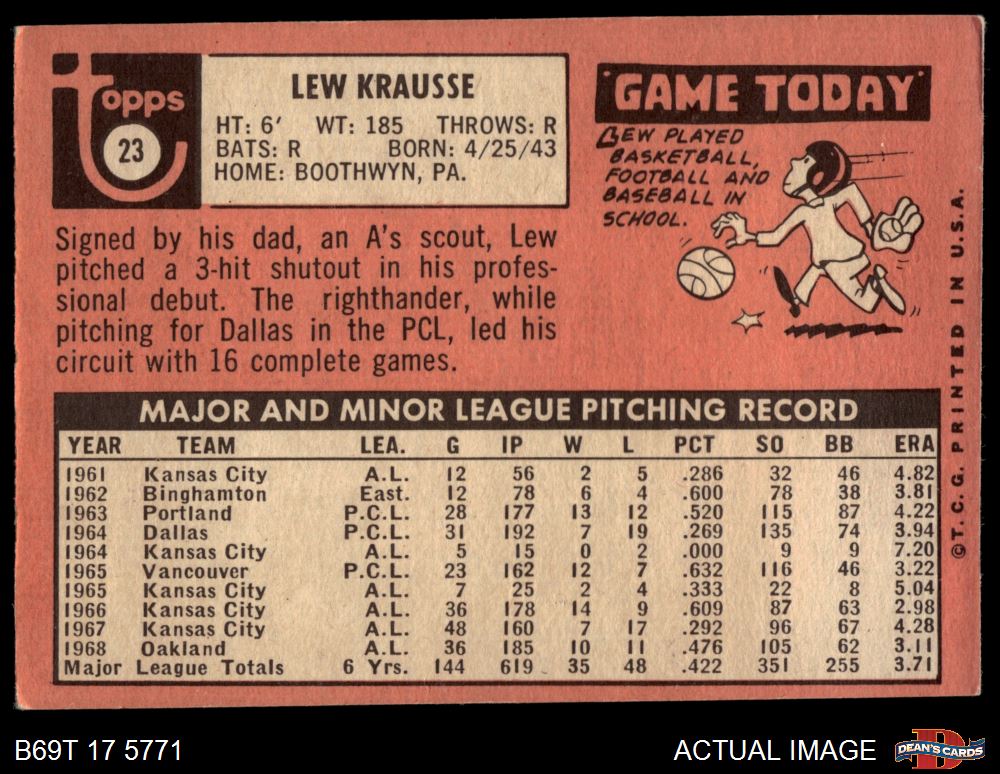 topps
23
LEW KRAUSSE
HT: 6' WT: 185 THROWS: R
BATS: R BORN: 4/25/43
HOME: BOOTHWYN, PA.
Signed by his dad, an A's scout, Lew
pitched a 3-hit shutout in his profes-
sional debut. The righthander, while
pitching for Dallas in the PCL, led his
circuit with 16 complete games.
"GAME TODAY"
LEW PLAYED
BASKETBALL,
FOOTBALL AND
BASEBALL IN
SCHOOL.
MAJOR AND MINOR LEAGUE PITCHING RECORD
YEAR TEAM LEA. G IP W L PCT SO BB ERA
1961 Kansas City A.L. 12 56 2 5 .286 32 46 4.82
1962 Binghamton East. 12 78 6 4 .600 78 38 3.81
1963 Portland P.C.L. 28 177 13 12 .520 115 87 4.22
1964 Dallas P.C.L. 31 192 7 19 .269 135 74 3.94
1964 Kansas City A.L. 5 15 0 2 .000 9 9 7.20
1965 Vancouver P.C.L. 23 162 12 7 .632 116 46 3.22
1965 Kansas City A.L. 7 25 2 4 .333 22 8 5.04
1966 Kansas City A.L. 36 178 14 9 .609 87 63 2.98
1967 Kansas City A.L. 48 160 7 17 .292 96 67 4.28
1968 Oakland A.L. 36 185 10 11 .476 105 62 3.11
Major League Totals 6 Yrs. 144 619 35 48 .422 351 255 3.71
© T. C. G. PRINTED IN U.S.A.
B69T 17 5771
ACTUAL IMAGE
D
DEAN'S CARDS